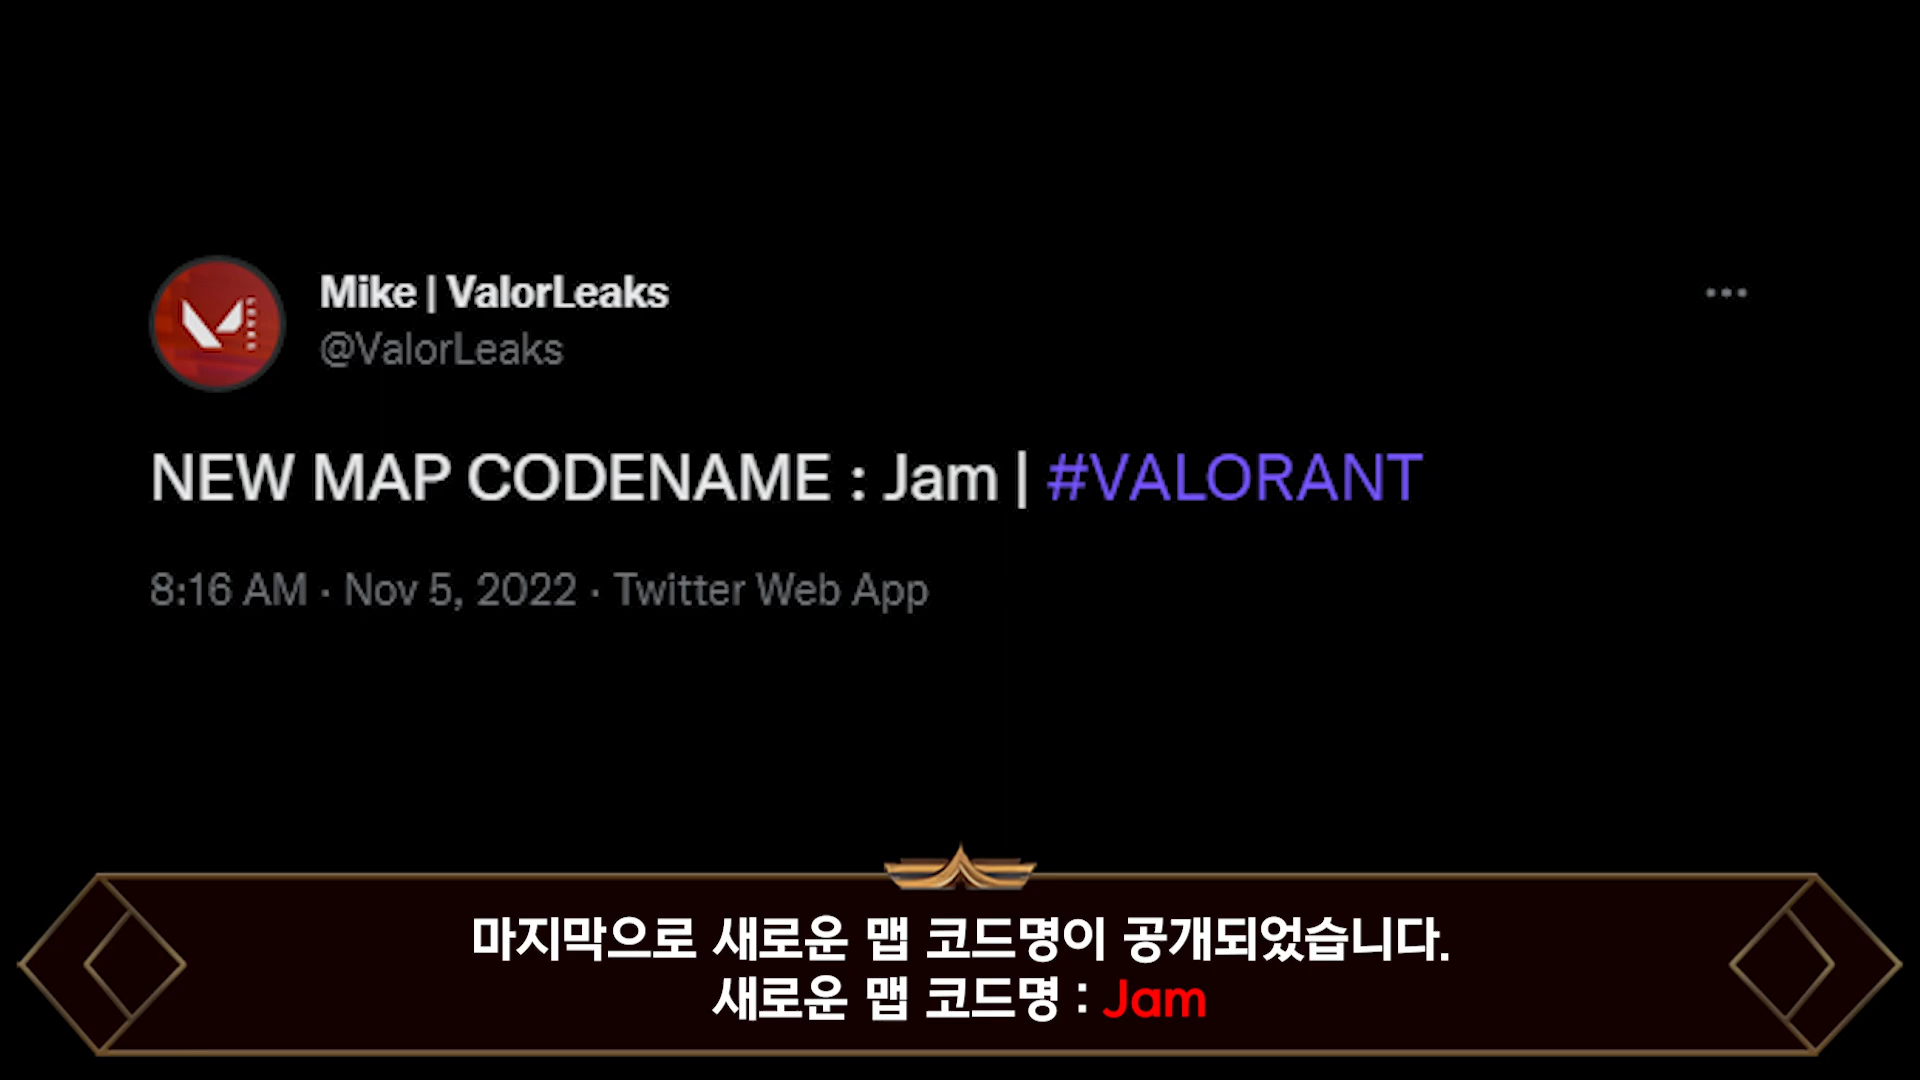 Mike | ValorLeaks
@ValorLeaks
NEW MAP CODENAME : Jam | #VALORANT
8:16 AM · Nov 5, 2022 · Twitter Web App
마지막으로 새로운 맵 코드명이 공개되었습니다.
새로운 맵 코드명 : Jam